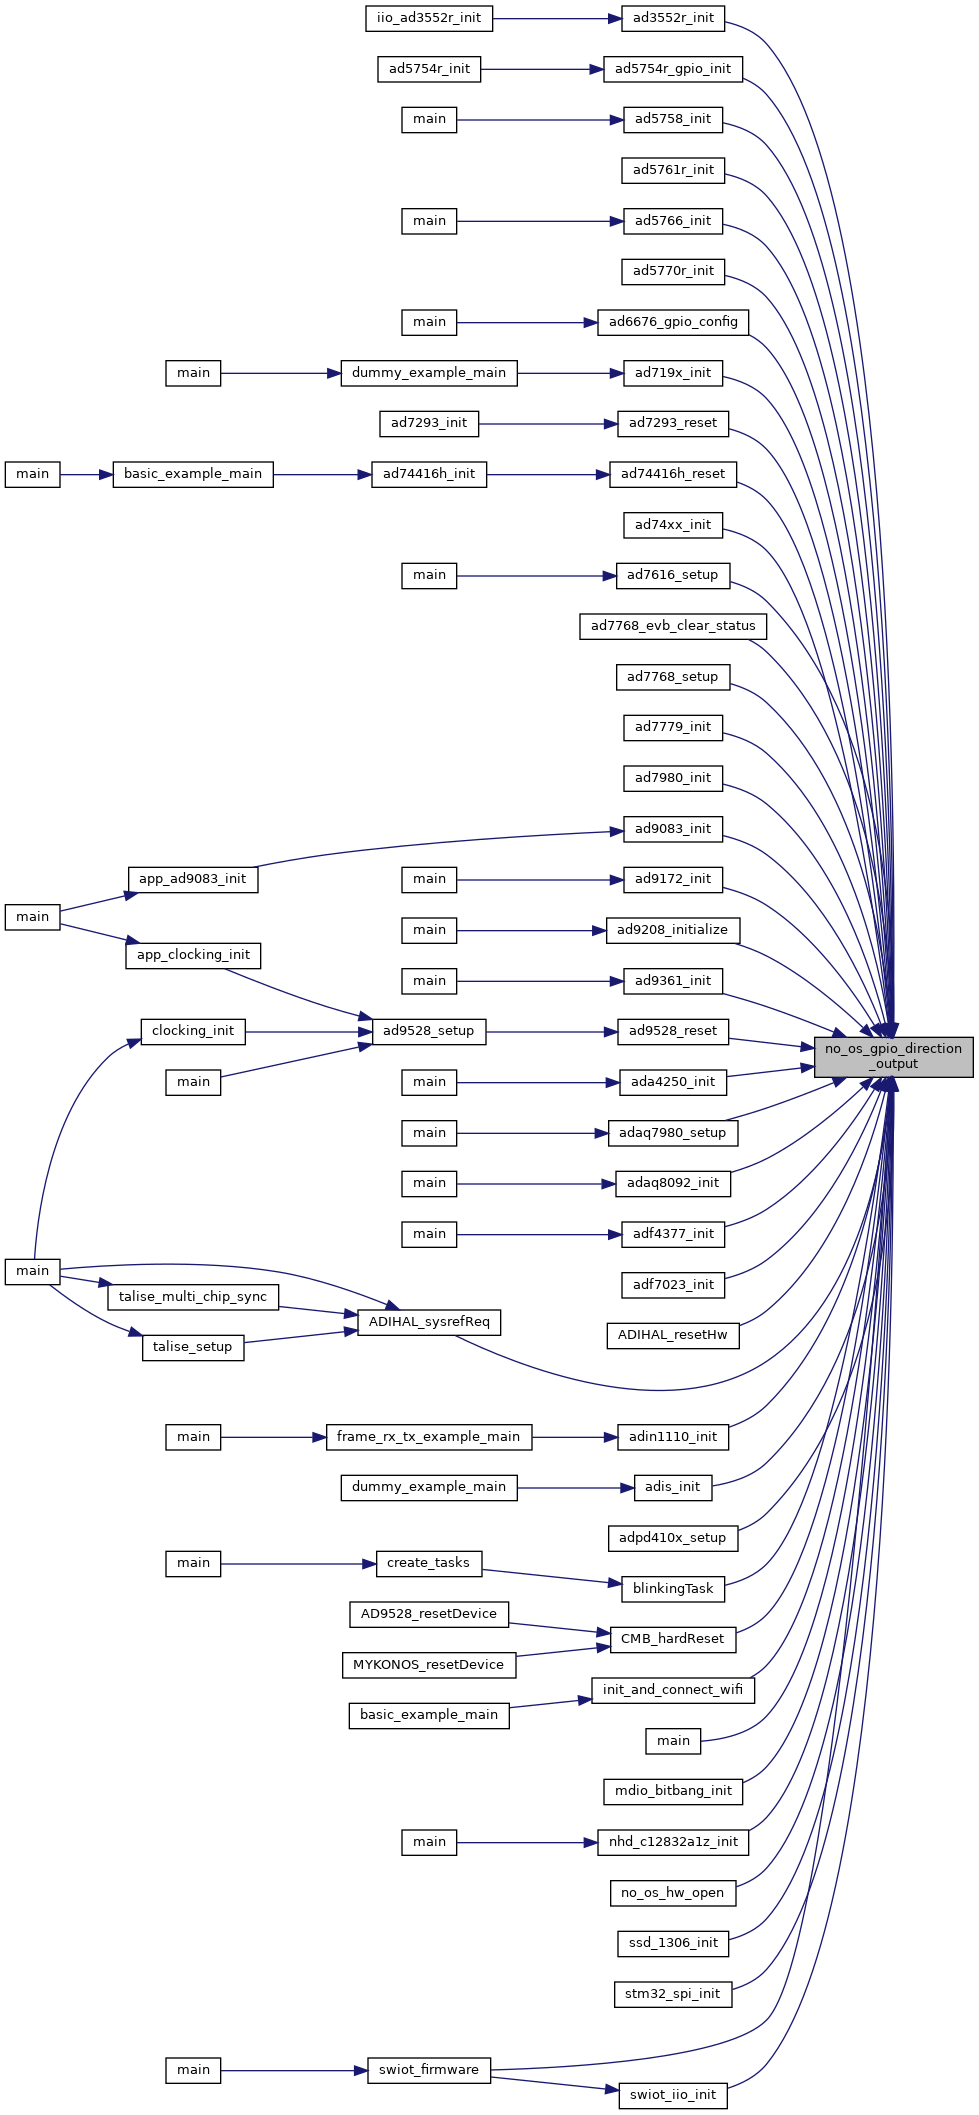 iio_ad3552r_init
ad3552r_init
ad5754r_init
ad5754r_gpio_init
main
ad5758_init
ad5761r_init
main
ad5766_init
ad5770r_init
main
ad6676_gpio_config
main
dummy_example_main
ad719x_init
ad7293_init
ad7293_reset
main
basic_example_main
ad74416h_init
ad74416h_reset
ad74xx_init
main
ad7616_setup
ad7768_evb_clear_status
ad7768_setup
ad7779_init
ad7980_init
ad9083_init
app_ad9083_init
main
ad9172_init
main
main
ad9208_initialize
app_clocking_init
main
ad9361_init
clocking_init
ad9528_setup
ad9528_reset
no_os_gpio_direction
_output
main
main
ada4250_init
main
adaq7980_setup
main
adaq8092_init
main
adf4377_init
main
adf7023_init
talise_multi_chip_sync
ADIHAL_sysrefReq
ADIHAL_resetHw
talise_setup
main
frame_rx_tx_example_main
adin1110_init
dummy_example_main
adis_init
adpd410x_setup
main
create_tasks
blinkingTask
AD9528_resetDevice
CMB_hardReset
MYKONOS_resetDevice
init_and_connect_wifi
basic_example_main
main
mdio_bitbang_init
main
nhd_c12832a1z_init
no_os_hw_open
ssd_1306_init
stm32_spi_init
main
swiot_firmware
swiot_iio_init